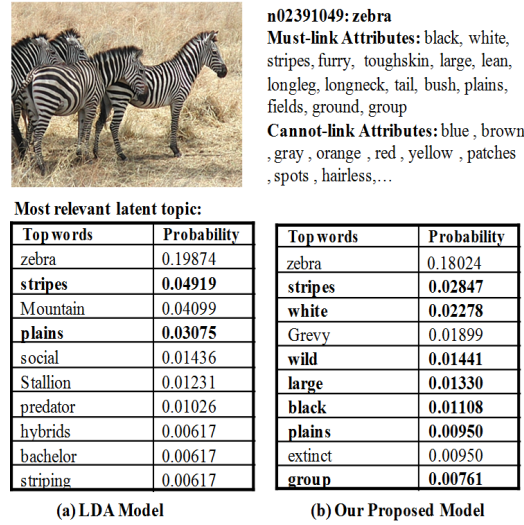 n02391049: zebra
Must-link Attributes: black, white,
stripes, furry, toughskin, large, lean,
longleg, longneck, tail, bush, plains,
fields, ground, group
Cannot-link Attributes: blue , brown
, gray , orange , red , yellow , patches
, spots , hairless,…
Most relevant latent topic:
Top words Probability
zebra 0.19874
stripes 0.04919
Mountain 0.04099
plains 0.03075
social 0.01436
Stallion 0.01231
predator 0.01026
hybrids 0.00617
bachelor 0.00617
striping 0.00617
(a) LDA Model
Top words Probability
zebra 0.18024
stripes 0.02847
white 0.02278
Grevy 0.01899
wild 0.01441
large 0.01330
black 0.01108
plains 0.00950
extinct 0.00950
group 0.00761
(b) Our Proposed Model